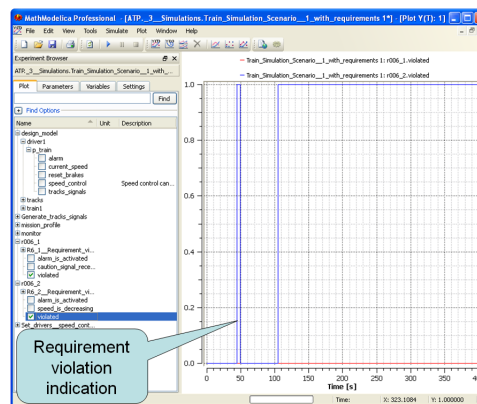 MathModelica Professional - [ATP._3__Simulations.Train_Simulation_Scenario__1_with_requirements 1*] - [Plot Y(T): 1]
File Edit View Tools Simulate Plot Window Help
Experiment Browser
ATP._3__Simulations.Train_Simulation_Scenario__1_with_...
Plot Parameters Variables Settings
Find
Find Options
Name Unit Description
design_model
driver1
p_train
alarm
current_speed
reset_brakes
speed_control Speed control can...
tracks_signals
tracks
train1
Generate_tracks_signals
mission_profile
monitor
r006_1
R6_1__Requirement_vi...
alarm_is_activated
caution_signal_rece...
violated
r006_2
R6_2__Requirement_vi...
alarm_is_activated
speed_is_decreasing
violated
Set_drivers__speed_cont...
Train_Simulation_Scenario__1_with_requirements 1: r006_1.violated
Train_Simulation_Scenario__1_with_requirements 1: r006_2.violated
1.0
0.8
0.6
0.4
0.2
0.0
0 50 100 150 200 250 300 350 40
Time [s]
Requirement
violation
indication
Time: X: 323.1084 Y: 1.000000